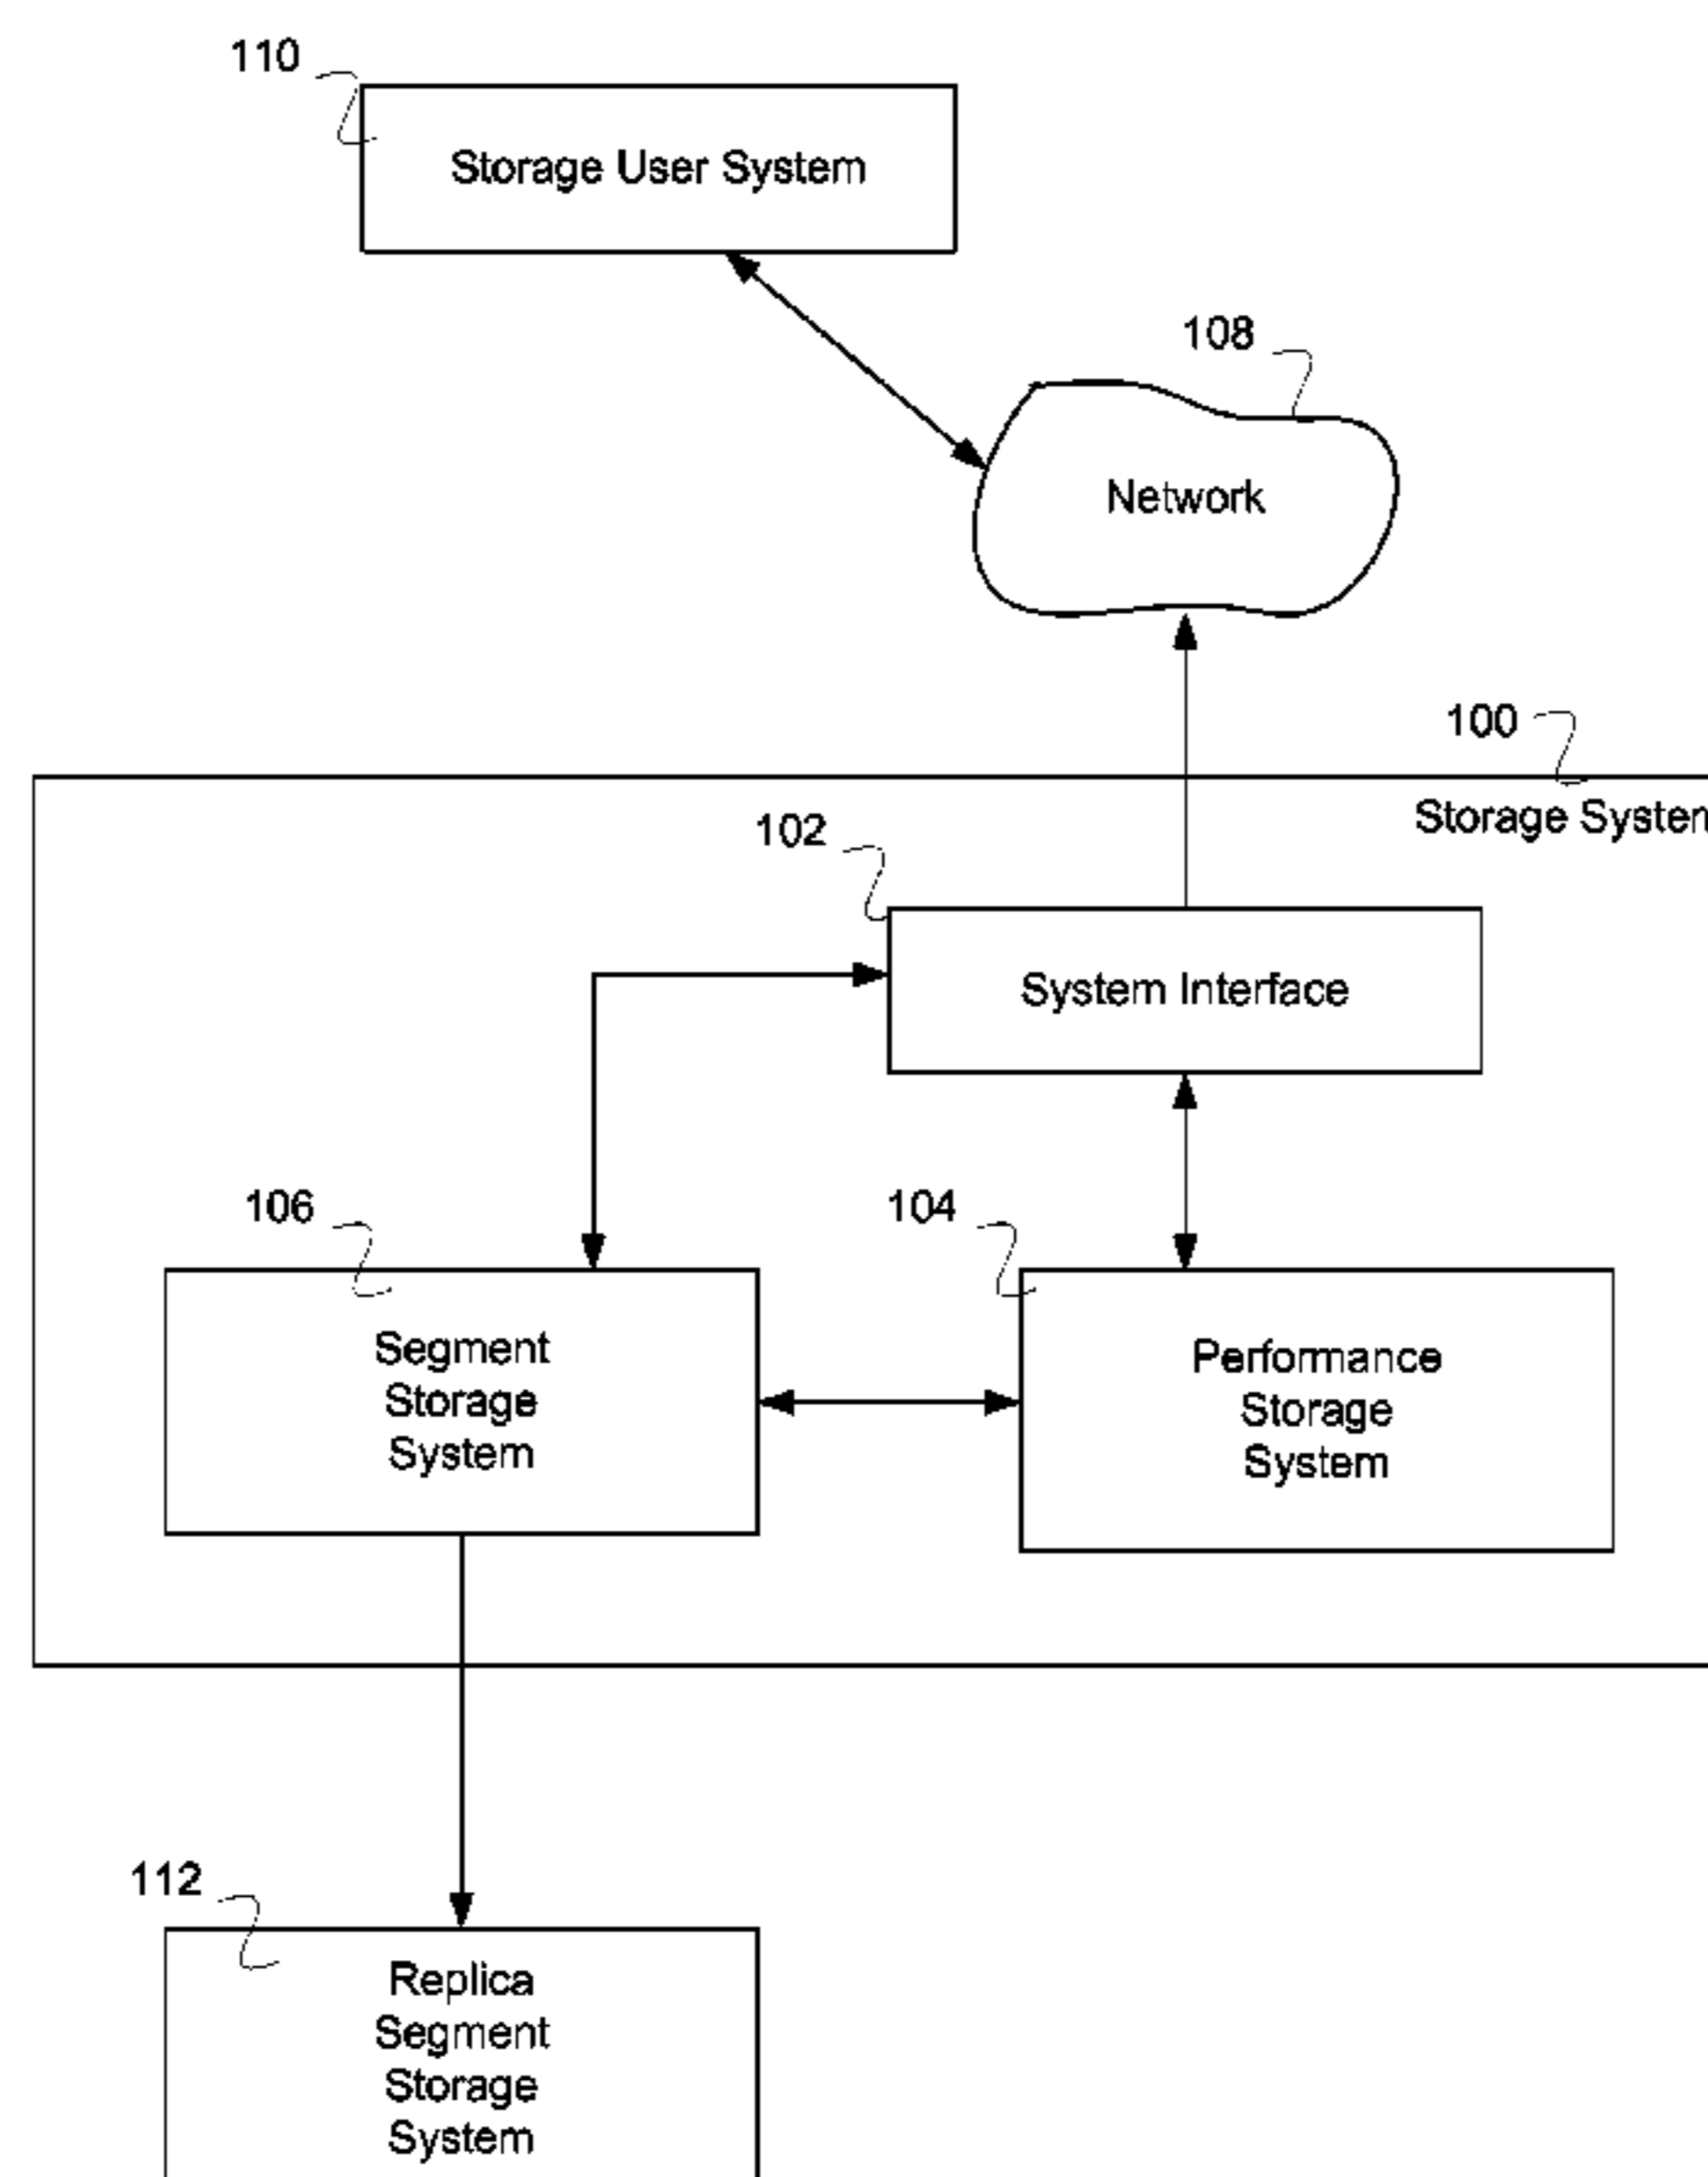 110
Storage User System
108
Network
100
Storage System
102
System Interface
106
104
Segment
Storage
System
Performance
Storage
System
112
Replica
Segment
Storage
System